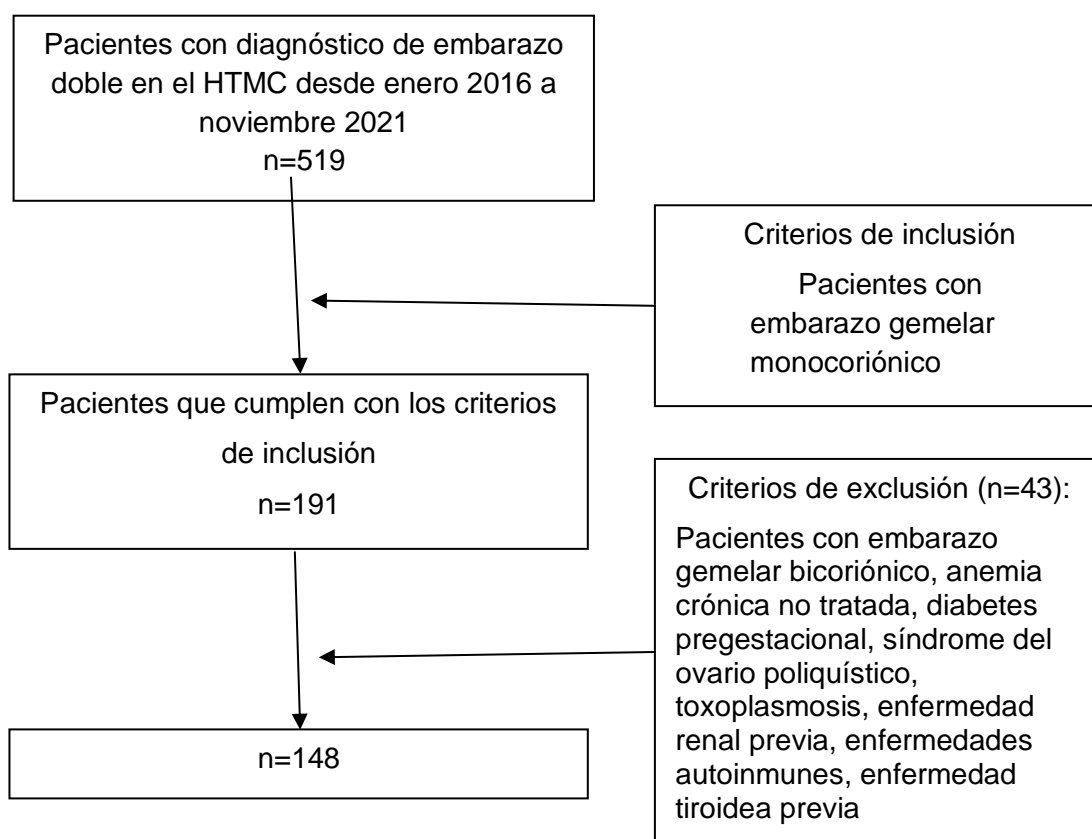 Pacientes con diagnóstico de embarazo
doble en el HTMC desde enero 2016 a
noviembre 2021
n=519
Criterios de inclusión
Pacientes con
embarazo gemelar
monocoriónico
Pacientes que cumplen con los criterios
de inclusión
n=191
Criterios de exclusión (n=43):
Pacientes con embarazo
gemelar bicoriónico, anemia
crónica no tratada, diabetes
pregestacional, síndrome del
ovario poliquístico,
toxoplasmosis, enfermedad
renal previa, enfermedades
autoinmunes, enfermedad
tiroidea previa
n=148